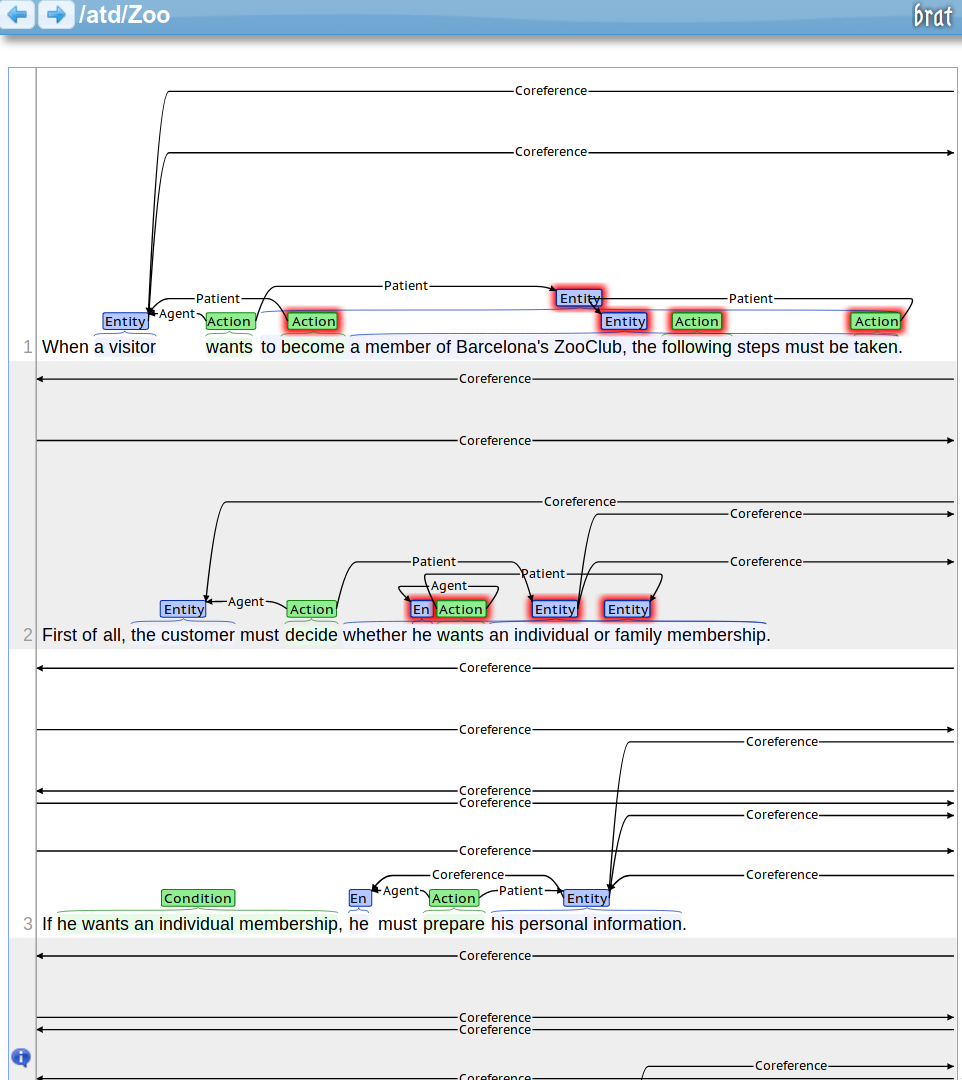 /atd/Zoo
brat
Coreference
Coreference
Patient
Entity
Patient
Patient
Agent
Entity
Action
Action
Entity
Action
Action
1 When a visitor wants to become a member of Barcelona's ZooClub, the following steps must be taken.
Coreference
Coreference
Coreference
Coreference
Patient
Coreference
Patient
Agent
Entity
Agent
Action
En
Action
Entity
Entity
2 First of all, the customer must decide whether he wants an individual or family membership.
Coreference
Coreference
Coreference
Coreference
Coreference
Coreference
Coreference
Coreference
Coreference
Condition
En
Agent
Action
Patient
Entity
3 If he wants an individual membership, he must prepare his personal information.
Coreference
Coreference
Coreference
Coreference
Coreference